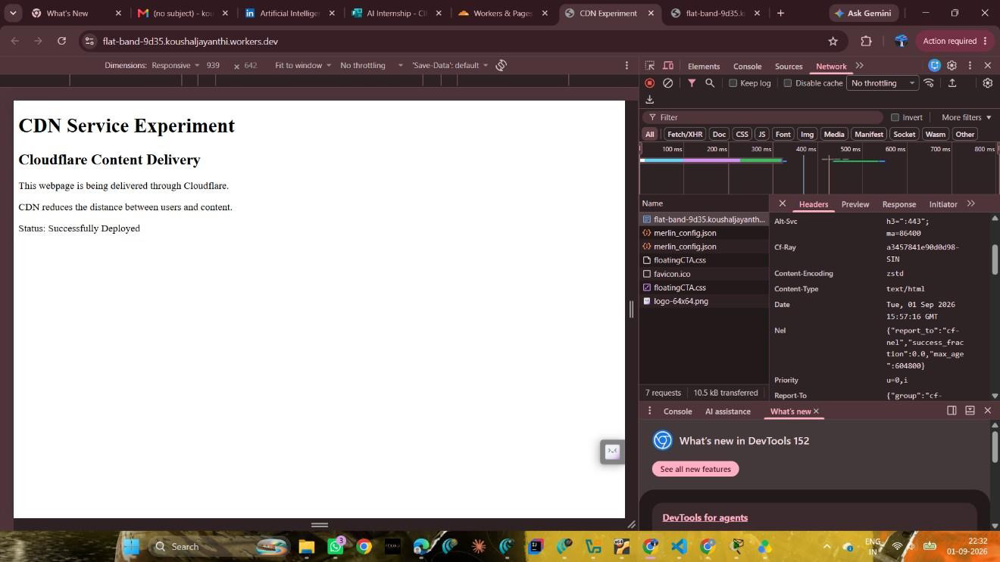 What's New
(no subject) - kou
Artificial Intelliger
AI Internship - Cli
Workers & Pages
CDN Experiment
flat-band-9d35.k
Ask Gemini
flat-band-9d35.koushaljayanthi.workers.dev
Action required
Dimensions: Responsive 939 × 642 Fit to window No throttling 'Save-Data': default
Elements Console Sources Network
Keep log Disable cache No throttling
Filter Invert More filters
All Fetch/XHR Doc CSS JS Font Img Media Manifest Socket Wasm Other
100 ms 200 ms 300 ms 400 ms 500 ms 600 ms 700 ms 800 ms
CDN Service Experiment
Cloudflare Content Delivery
This webpage is being delivered through Cloudflare.
CDN reduces the distance between users and content.
Status: Successfully Deployed
Name
flat-band-9d35.koushaljayanth...
merlin_config.json
merlin_config.json
floatingCTA.css
favicon.ico
floatingCTA.css
logo-64x64.png
7 requests 10.5 kB transferred
Headers Preview Response Initiator
Alt-Svc h3=":443";
ma=86400
Cf-Ray a3457841e90d0d98-
SIN
Content-Encoding zstd
Content-Type text/html
Date Tue, 01 Sep 2026
15:57:16 GMT
Nel {"report_to":"cf-
nel","success_frac
tion":0.0,"max_age
":604800}
Priority u=0,i
Report-To {"group":"cf-
Console AI assistance What's new
What's new in DevTools 152
See all new features
DevTools for agents
Search
3
ENG
IN
22:32
01-09-2026